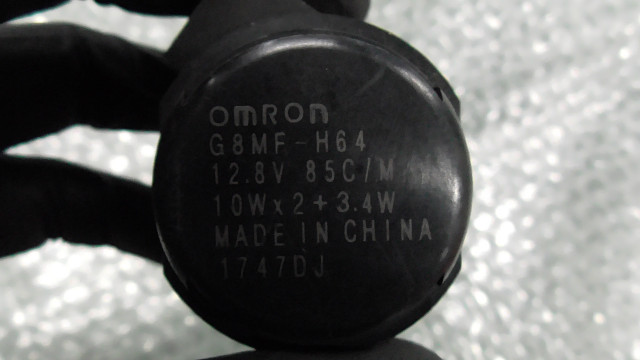 omron
G8MF-H64
12.8V 85C/M
10Wx2+3.4W
MADE IN CHINA
1747DJ